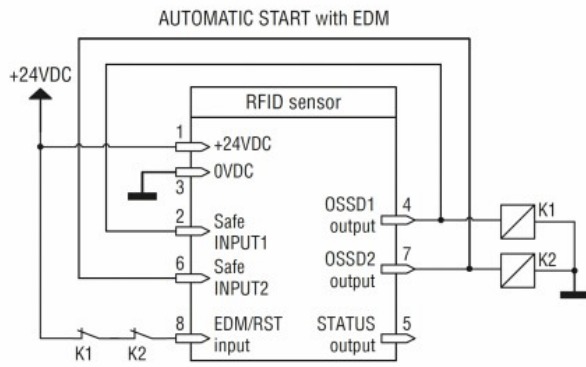 AUTOMATIC START with EDM
+24VDC
RFID sensor
1
+24VDC
0VDC
3
2
Safe
INPUT1
6
Safe
INPUT2
8
EDM/RST
input
OSSD1
output
4
OSSD2
output
7
STATUS
output
5
K1
K2
K1
K2